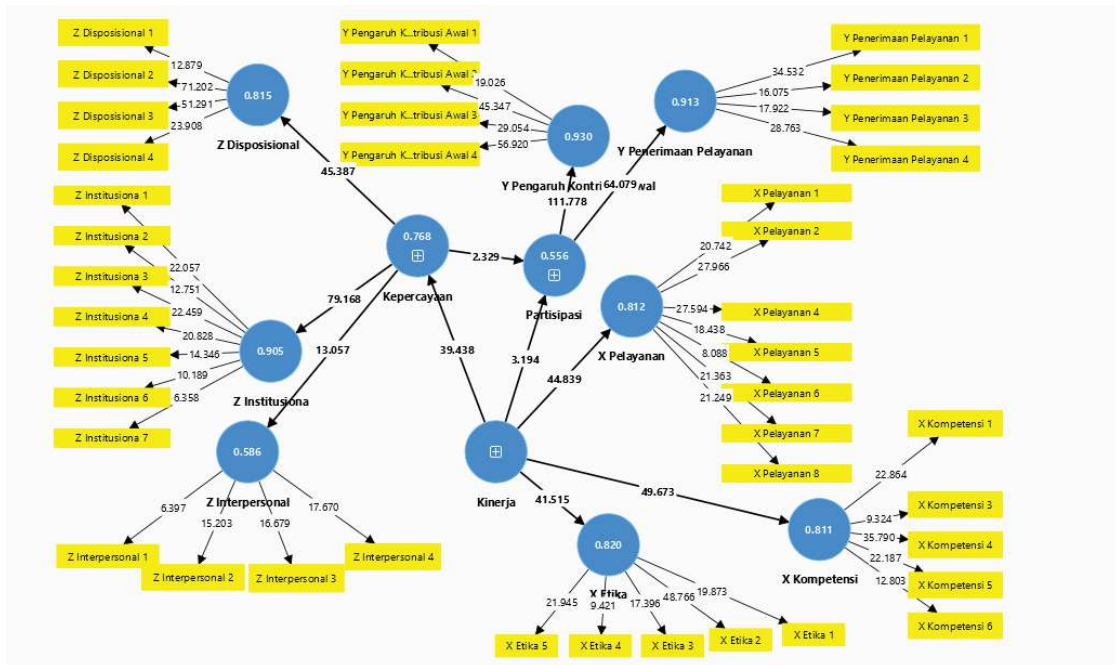 Z Disposisional 1
Z Disposisional 2
Z Disposisional 3
Z Disposisional 4
12.879
71.202
51.291
23.908
0.815
Z Disposisional
Y Pengaruh K...tribusi Awal 1
Y Pengaruh K...tribusi Awal
Y Pengaruh K...tribusi Awal 3
Y Pengaruh K...tribusi Awal 4
19.026
45.347
29.054
56.920
0.930
Y Pengaruh Kontri
0.913
Y Penerimaan Pelayanan
34.532
16.075
17.922
28.763
Y Penerimaan Pelayanan 1
Y Penerimaan Pelayanan 2
Y Penerimaan Pelayanan 3
Y Penerimaan Pelayanan 4
45.387
64.079
111.778
Z Institusiona 1
Z Institusiona 2
Z Institusiona 3
Z Institusiona 4
Z Institusiona 5
Z Institusiona 6
Z Institusiona 7
22.057
12.751
22.459
20.828
14.346
10.189
6.358
0.905
Z Institusiona
0.768
Kepercayaan
2.329
0.556
Partisipasi
79.168
13.057
39.438
3.194
44.839
0.812
X Pelayanan
20.742
27.966
27.594
18.438
8.088
21.363
21.249
X Pelayanan 1
X Pelayanan 2
X Pelayanan 4
X Pelayanan 5
X Pelayanan 6
X Pelayanan 7
X Pelayanan 8
0.586
Z Interpersonal
6.397
15.203
16.679
17.670
Z Interpersonal 1
Z Interpersonal 2
Z Interpersonal 3
Z Interpersonal 4
Kinerja
41.515
49.673
0.811
X Kompetensi
22.864
9.324
35.790
22.187
12.803
X Kompetensi 1
X Kompetensi 3
X Kompetensi 4
X Kompetensi 5
X Kompetensi 6
0.820
X Etika
21.945
9.421
17.396
48.766
19.873
X Etika 5
X Etika 4
X Etika 3
X Etika 2
X Etika 1